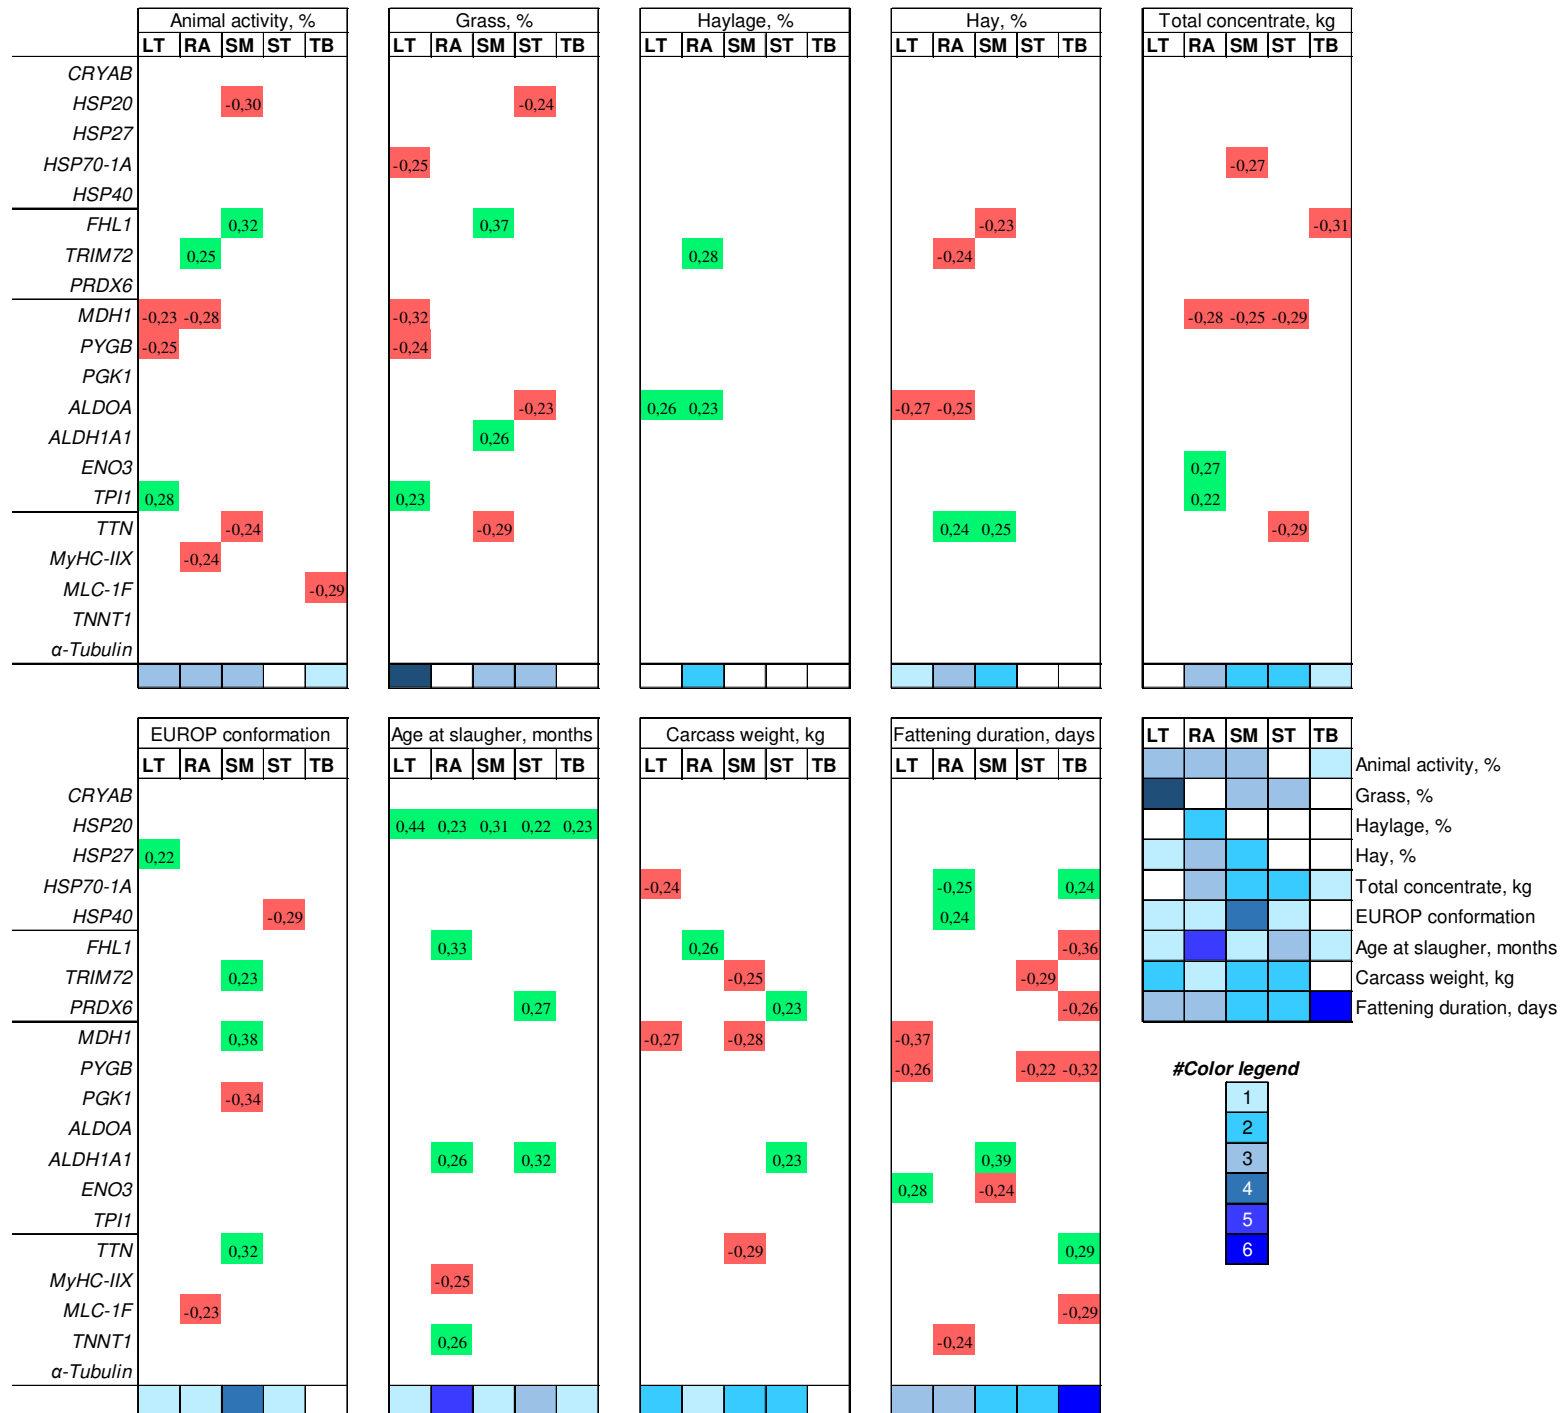 Animal activity, % Grass, % Haylage, % Hay, % Total concentrate, kg
LT RA SM ST TB LT RA SM ST TB LT RA SM ST TB LT RA SM ST TB LT RA SM ST TB
CRYAB
HSP20 -0,30 -0,24
HSP27
HSP70-1A -0,25 -0,27
HSP40
FHL1 0,32 0,37 -0,23 -0,31
TRIM72 0,25 0,28 -0,24
PRDX6
MDH1 -0,23 -0,28 -0,32 -0,28 -0,25 -0,29
PYGB -0,25 -0,24
PGK1
ALDOA -0,23 0,26 0,23 -0,27 -0,25
ALDH1A1 0,26
ENO3 0,27
TPI1 0,28 0,23 0,22
TTN -0,24 -0,29 0,24 0,25 -0,29
MyHC-IIX -0,24
MLC-1F -0,29
TNNT1
α-Tubulin
EUROP conformation Age at slaugher, months Carcass weight, kg Fattening duration, days
LT RA SM ST TB LT RA SM ST TB LT RA SM ST TB LT RA SM ST TB
CRYAB
HSP20 0,44 0,23 0,31 0,22 0,23
HSP27 0,22
HSP70-1A -0,24 -0,25 0,24
HSP40 -0,29 0,24
FHL1 0,33 0,26 -0,36
TRIM72 0,23 -0,25 -0,29
PRDX6 0,27 0,23 -0,26
MDH1 0,38 -0,27 -0,28 -0,37
PYGB -0,26 -0,22 -0,32
PGK1 -0,34
ALDOA
ALDH1A1 0,26 0,32 0,23 0,39
ENO3 0,28 -0,24
TPI1
TTN 0,32 -0,29 0,29
MyHC-IIX -0,25
MLC-1F -0,23 -0,29
TNNT1 0,26 -0,24
α-Tubulin
LT RA SM ST TB
Animal activity, %
Grass, %
Haylage, %
Hay, %
Total concentrate, kg
EUROP conformation
Age at slaugher, months
Carcass weight, kg
Fattening duration, days
#Color legend
1
2
3
4
5
6